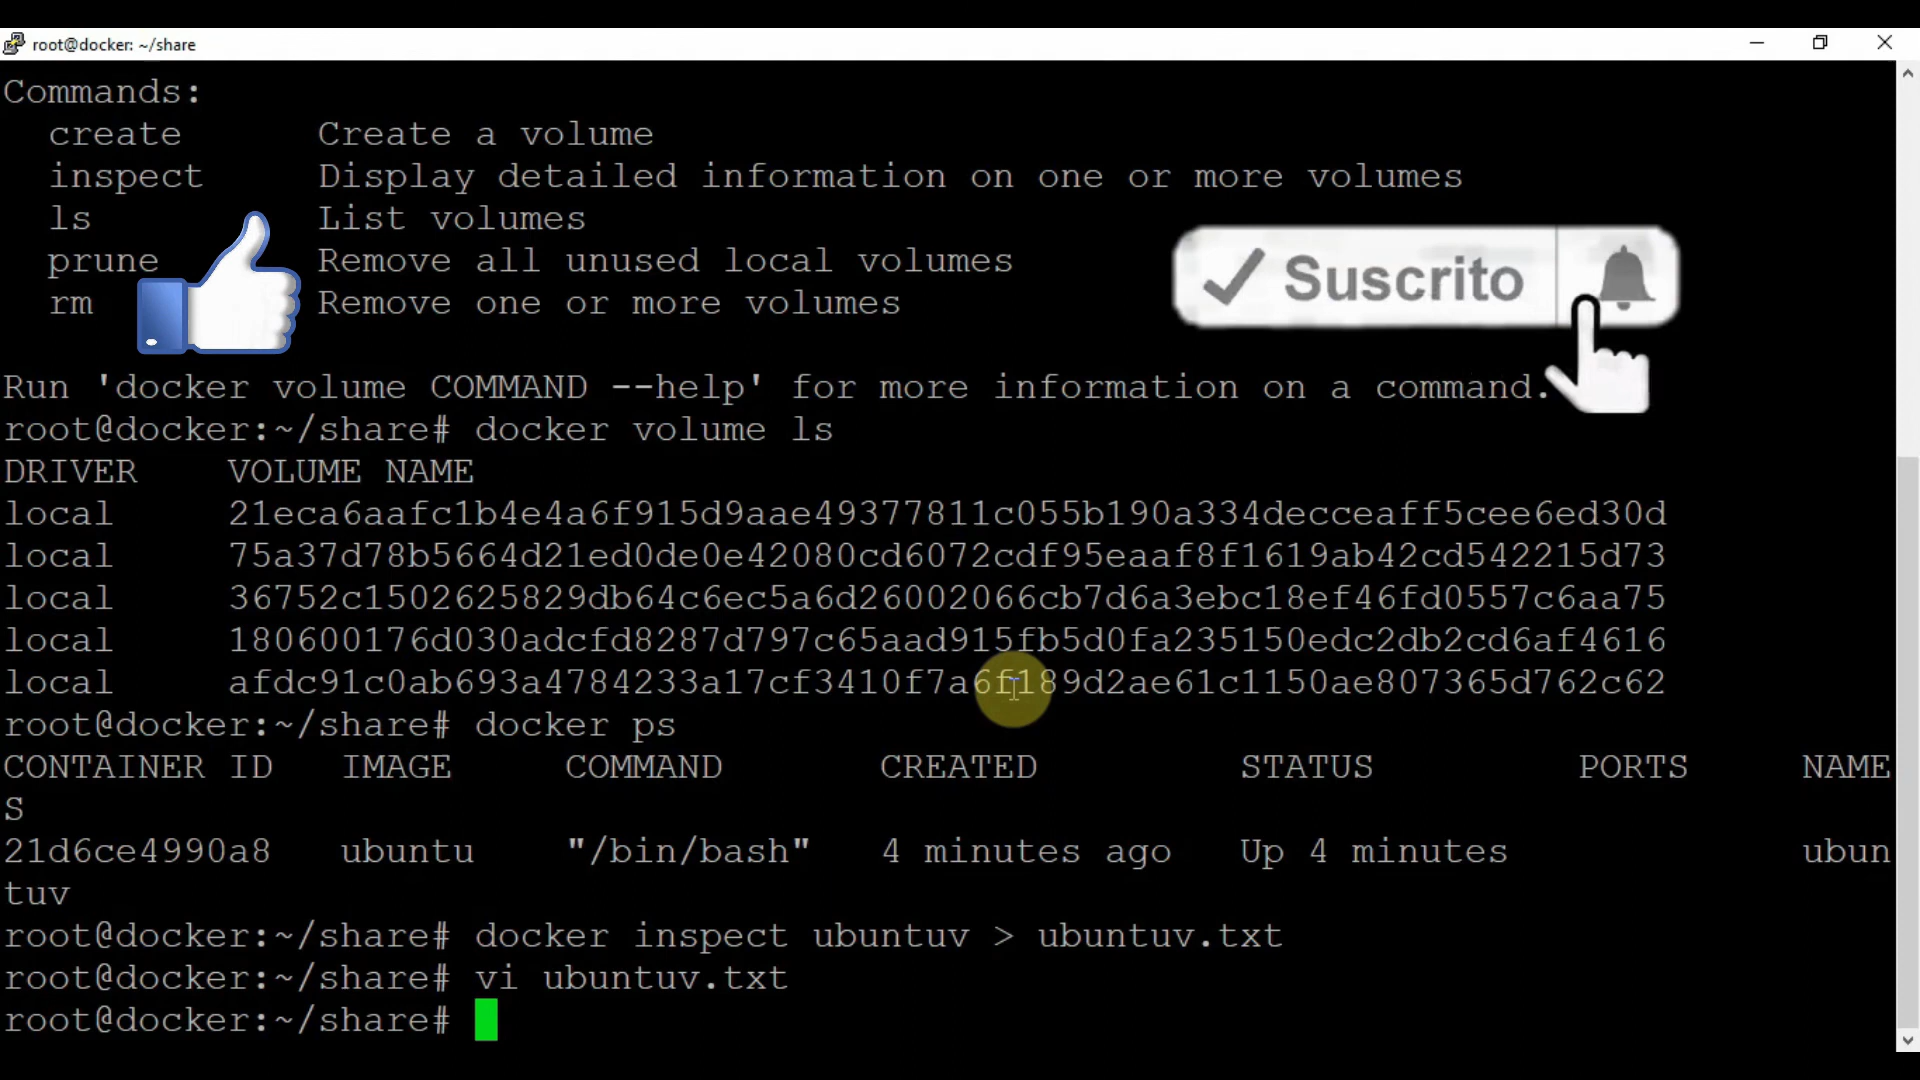 root@docker: ~/share
Commands:
create Create a volume
inspect Display detailed information on one or more volumes
ls List volumes
prune Remove all unused local volumes
rm Remove one or more volumes
Suscrito
Run 'docker volume COMMAND --help' for more information on a command.
root@docker:~/share# docker volume ls
DRIVER VOLUME NAME
local 21eca6aafc1b4e4a6f915d9aae49377811c055b190a334decceaff5cee6ed30d
local 75a37d78b5664d21ed0de0e42080cd6072cdf95eaaf8f1619ab42cd542215d73
local 36752c1502625829db64c6ec5a6d26002066cb7d6a3ebc18ef46fd0557c6aa75
local 180600176d030adcfd8287d797c65aad915fb5d0fa235150edc2db2cd6af4616
local afdc91c0ab693a4784233a17cf3410f7a6f189d2ae61c1150ae807365d762c62
root@docker:~/share# docker ps
CONTAINER ID IMAGE COMMAND CREATED STATUS PORTS NAME
S
21d6ce4990a8 ubuntu "/bin/bash" 4 minutes ago Up 4 minutes ubun
tuv
root@docker:~/share# docker inspect ubuntuv > ubuntuv.txt
root@docker:~/share# vi ubuntuv.txt
root@docker:~/share#